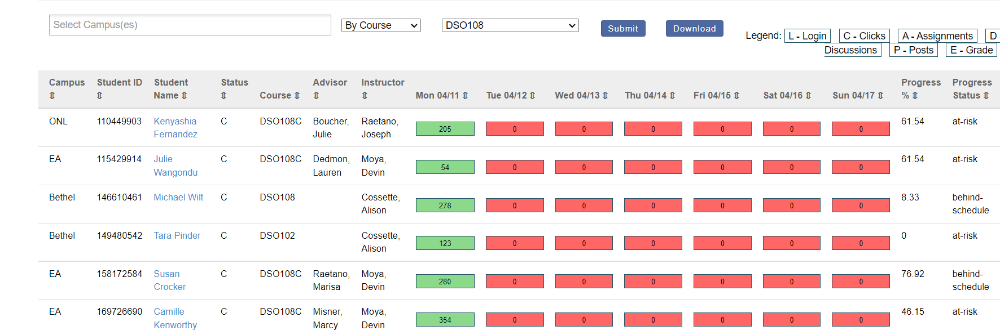 Select Campus(es) By Course DSO108 Submit Download
Legend: L - Login C - Clicks A - Assignments D -
Discussions P - Posts E - Grade
Campus Student ID Student Name Status Course Advisor Instructor Mon 04/11 Tue 04/12 Wed 04/13 Thu 04/14 Fri 04/15 Sat 04/16 Sun 04/17 Progress % Progress Status
ONL 110449903 Kenyashia C DSO108C Boucher, Raetano, 205 0 0 0 0 0 0 61.54 at-risk
Fernandez Julie Joseph
EA 115429914 Julie C DSO108C Dedmon, Moya, 54 0 0 0 0 0 0 61.54 at-risk
Wangondu Lauren Devin
Bethel 146610461 Michael Wilt C DSO108 Cossette, 278 0 0 0 0 0 0 8.33 behind-
Alison schedule
Bethel 149480542 Tara Pinder C DSO102 Cossette, 123 0 0 0 0 0 0 0 at-risk
Alison
EA 158172584 Susan C DSO108C Raetano, Moya, 280 0 0 0 0 0 0 76.92 behind-
Crocker Marisa Devin schedule
EA 169726690 Camille C DSO108C Misner, Moya, 354 0 0 0 0 0 0 46.15 at-risk
Kenworthy Marcy Devin